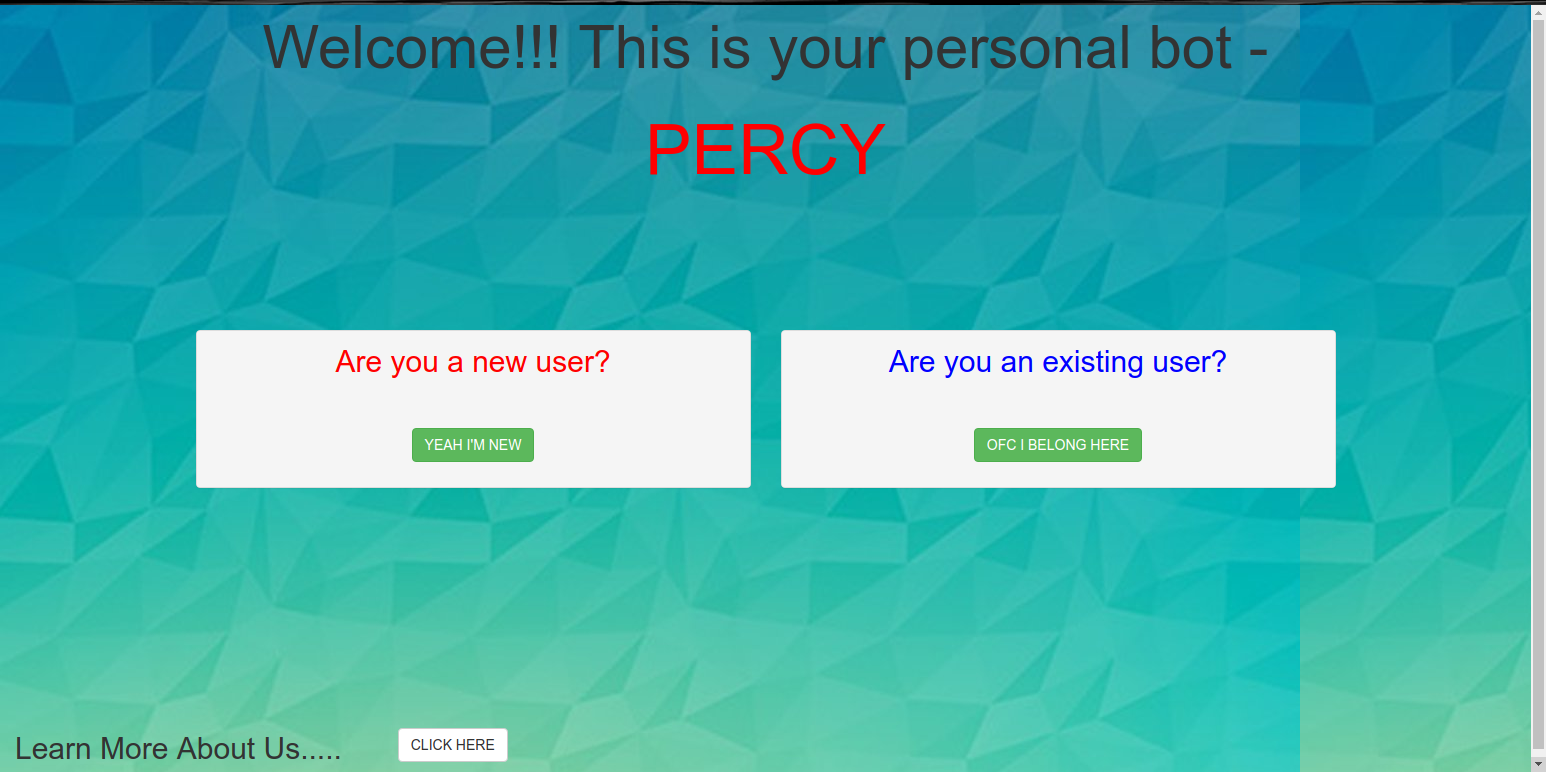 Welcome!!! This is your personal bot -
PERCY
Are you a new user?
YEAH I'M NEW
Are you an existing user?
OFC I BELONG HERE
Learn More About Us.....
CLICK HERE